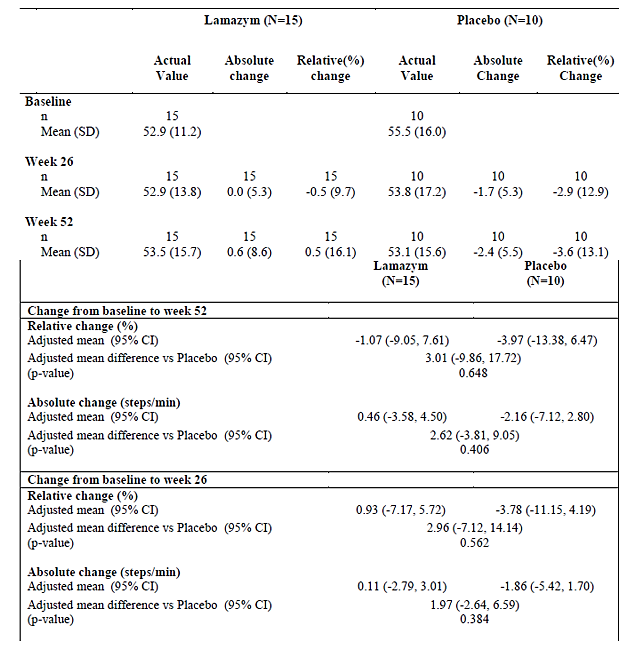 Lamazym (N=15) Placebo (N=10)
Actual Value Absolute change Relative(%) change Actual Value Absolute Change Relative(%) Change
Baseline
n 15 10
Mean (SD) 52.9 (11.2) 55.5 (16.0)
Week 26
n 15 15 15 10 10 10
Mean (SD) 52.9 (13.8) 0.0 (5.3) -0.5 (9.7) 53.8 (17.2) -1.7 (5.3) -2.9 (12.9)
Week 52
n 15 15 15 10 10 10
Mean (SD) 53.5 (15.7) 0.6 (8.6) 0.5 (16.1) 53.1 (15.6) -2.4 (5.5) -3.6 (13.1)
Lamazym Placebo
(N=15) (N=10)
Change from baseline to week 52
Relative change (%)
Adjusted mean (95% CI) -1.07 (-9.05, 7.61) -3.97 (-13.38, 6.47)
Adjusted mean difference vs Placebo (95% CI) 3.01 (-9.86, 17.72)
(p-value) 0.648
Absolute change (steps/min)
Adjusted mean (95% CI) 0.46 (-3.58, 4.50) -2.16 (-7.12, 2.80)
Adjusted mean difference vs Placebo (95% CI) 2.62 (-3.81, 9.05)
(p-value) 0.406
Change from baseline to week 26
Relative change (%)
Adjusted mean (95% CI) 0.93 (-7.17, 5.72) -3.78 (-11.15, 4.19)
Adjusted mean difference vs Placebo (95% CI) 2.96 (-7.12, 14.14)
(p-value) 0.562
Absolute change (steps/min)
Adjusted mean (95% CI) 0.11 (-2.79, 3.01) -1.86 (-5.42, 1.70)
Adjusted mean difference vs Placebo (95% CI) 1.97 (-2.64, 6.59)
(p-value) 0.384